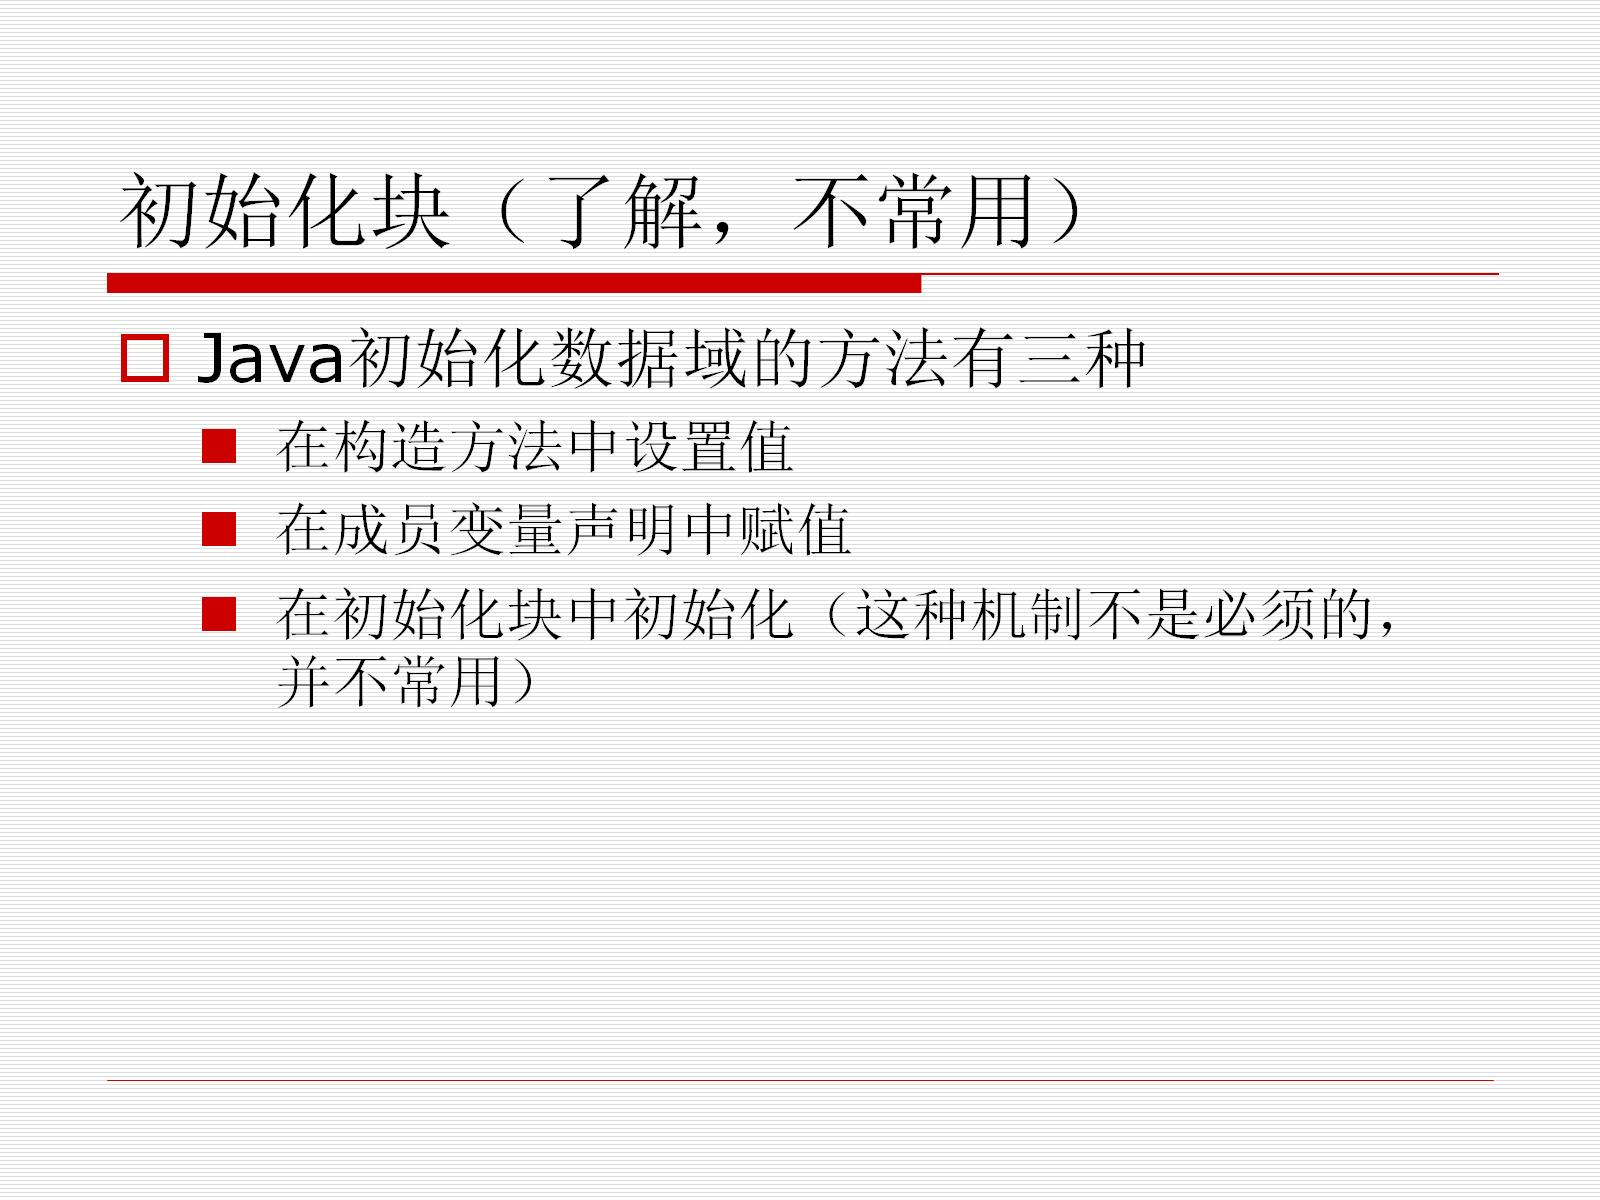 初始化块（了解，不常用）
Java初始化数据域的方法有三种
在构造方法中设置值
在成员变量声明中赋值
在初始化块中初始化（这种机制不是必须的，
并不常用）